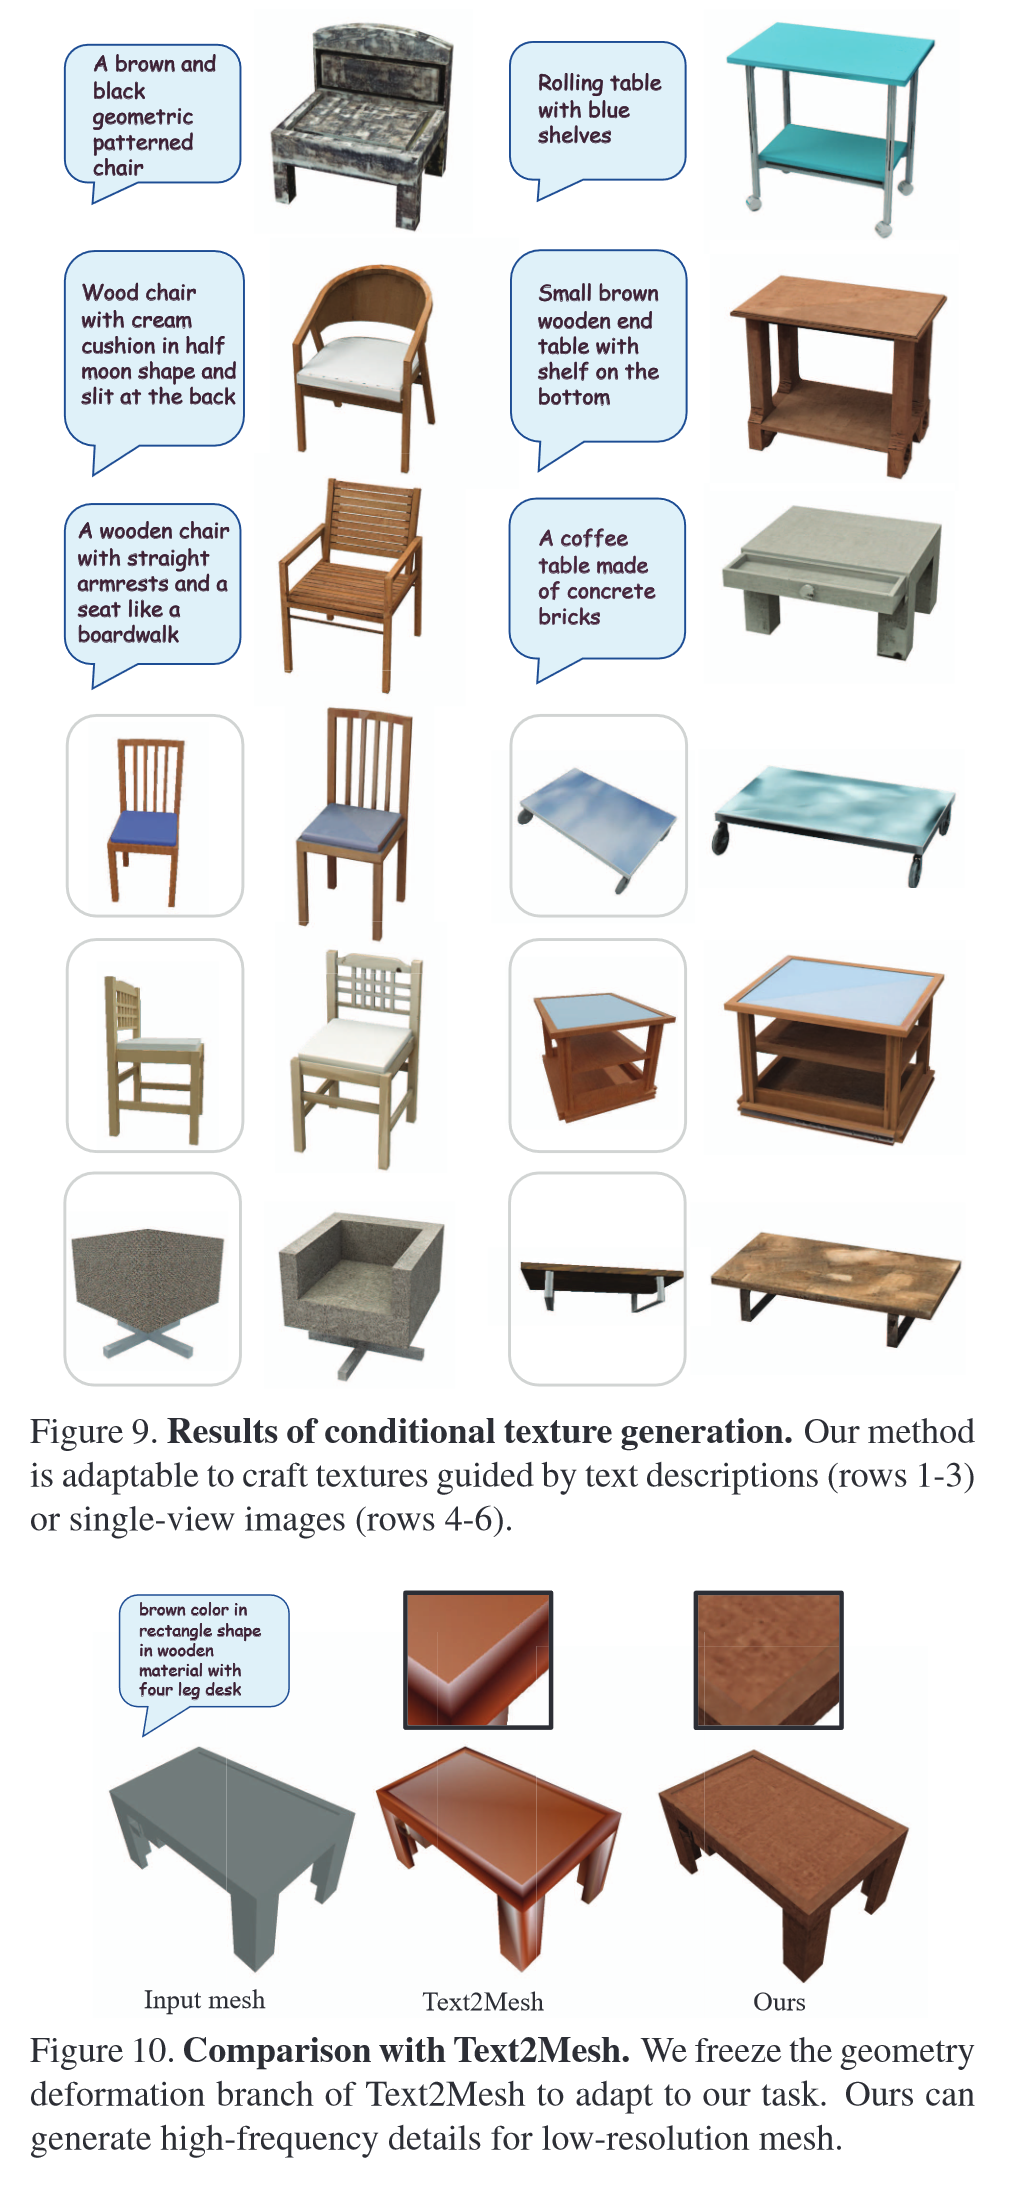 A brown and
black
geometric
patterned
chair
Rolling table
with blue
shelves
Wood chair
with cream
cushion in half
moon shape and
slit at the back
Small brown
wooden end
table with
shelf on the
bottom
A wooden chair
with straight
armrests and a
seat like a
boardwalk
A coffee
table made
of concrete
bricks
Figure 9. Results of conditional texture generation. Our method
is adaptable to craft textures guided by text descriptions (rows 1-3)
or single-view images (rows 4-6).
brown color in
rectangle shape
in wooden
material with
four leg desk
Input mesh
Text2Mesh
Ours
Figure 10. Comparison with Text2Mesh. We freeze the geometry
deformation branch of Text2Mesh to adapt to our task. Ours can
generate high-frequency details for low-resolution mesh.